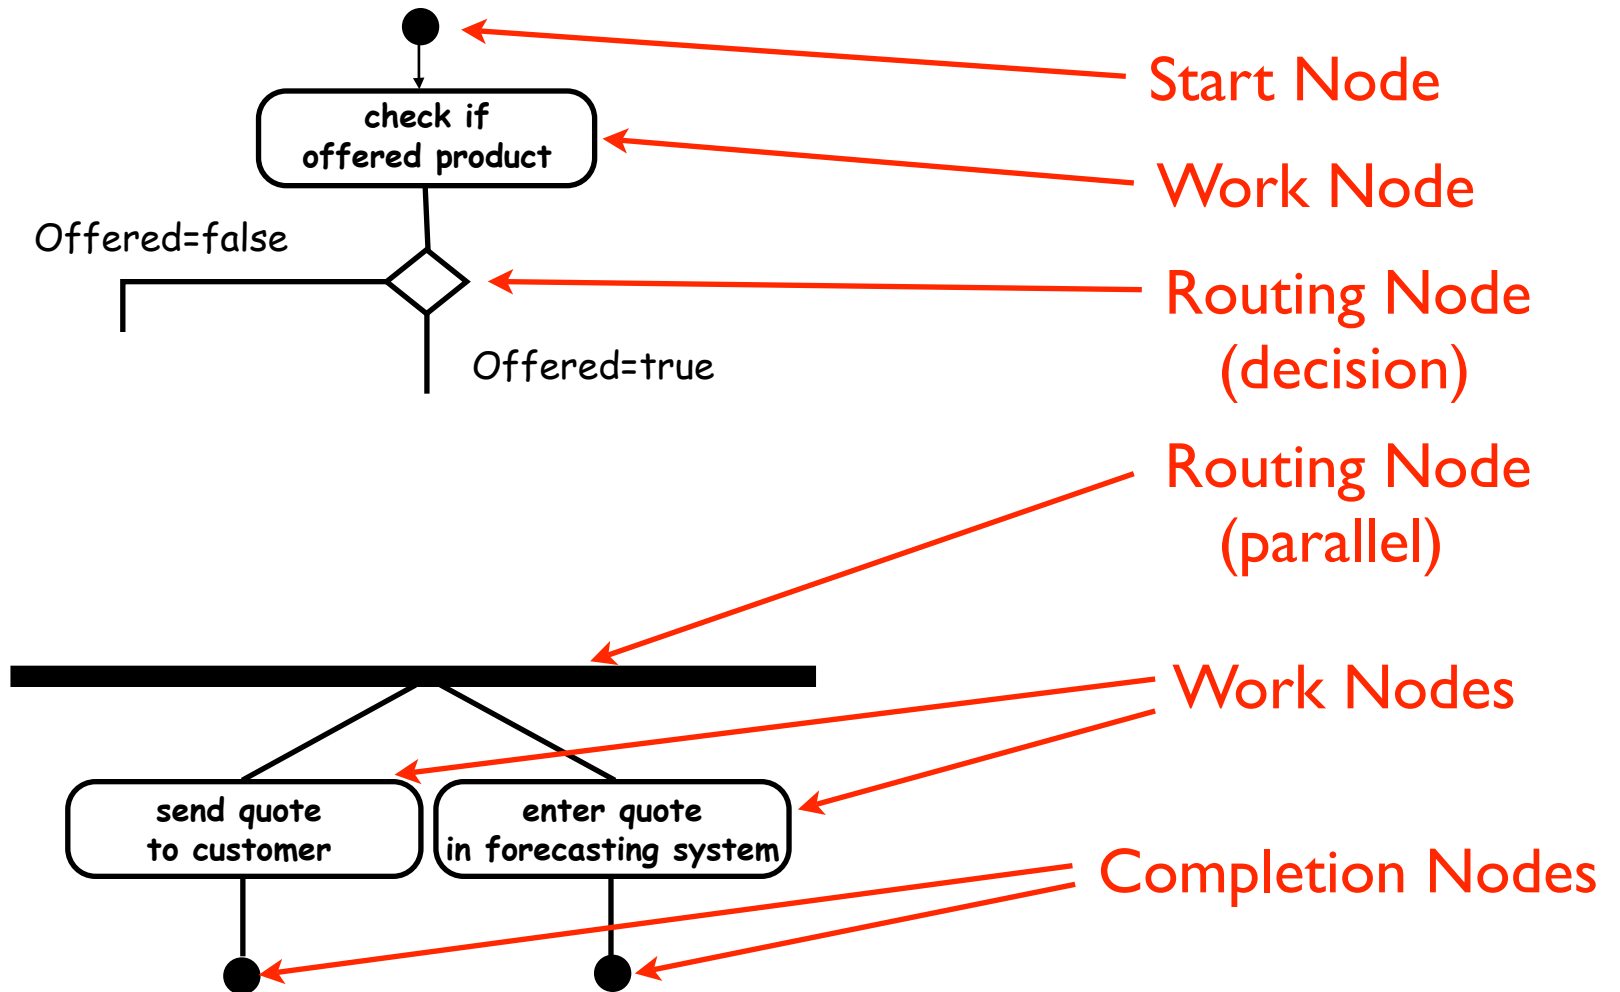 Start Node
check if
offered product
Work Node
Offered=false
Routing Node
(decision)
Offered=true
Routing Node
(parallel)
Work Nodes
send quote
to customer
enter quote
in forecasting system
Completion Nodes